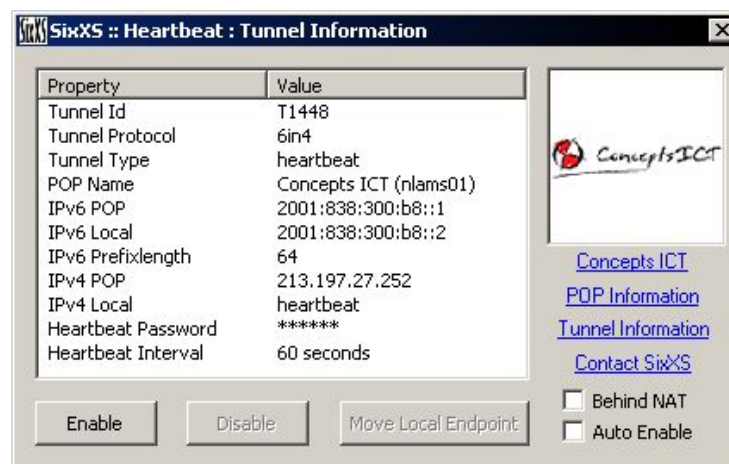 SixXS SixXS :: Heartbeat : Tunnel Information
Property Value
Tunnel Id T1448
Tunnel Protocol 6in4
Tunnel Type heartbeat
POP Name Concepts ICT (nlams01)
IPv6 POP 2001:838:300:b8::1
IPv6 Local 2001:838:300:b8::2
IPv6 Prefixlength 64
IPv4 POP 213.197.27.252
IPv4 Local heartbeat
Heartbeat Password ******
Heartbeat Interval 60 seconds
ConceptsICT
Concepts ICT
POP Information
Tunnel Information
Contact SixXS
Behind NAT
Auto Enable
Enable Disable Move Local Endpoint